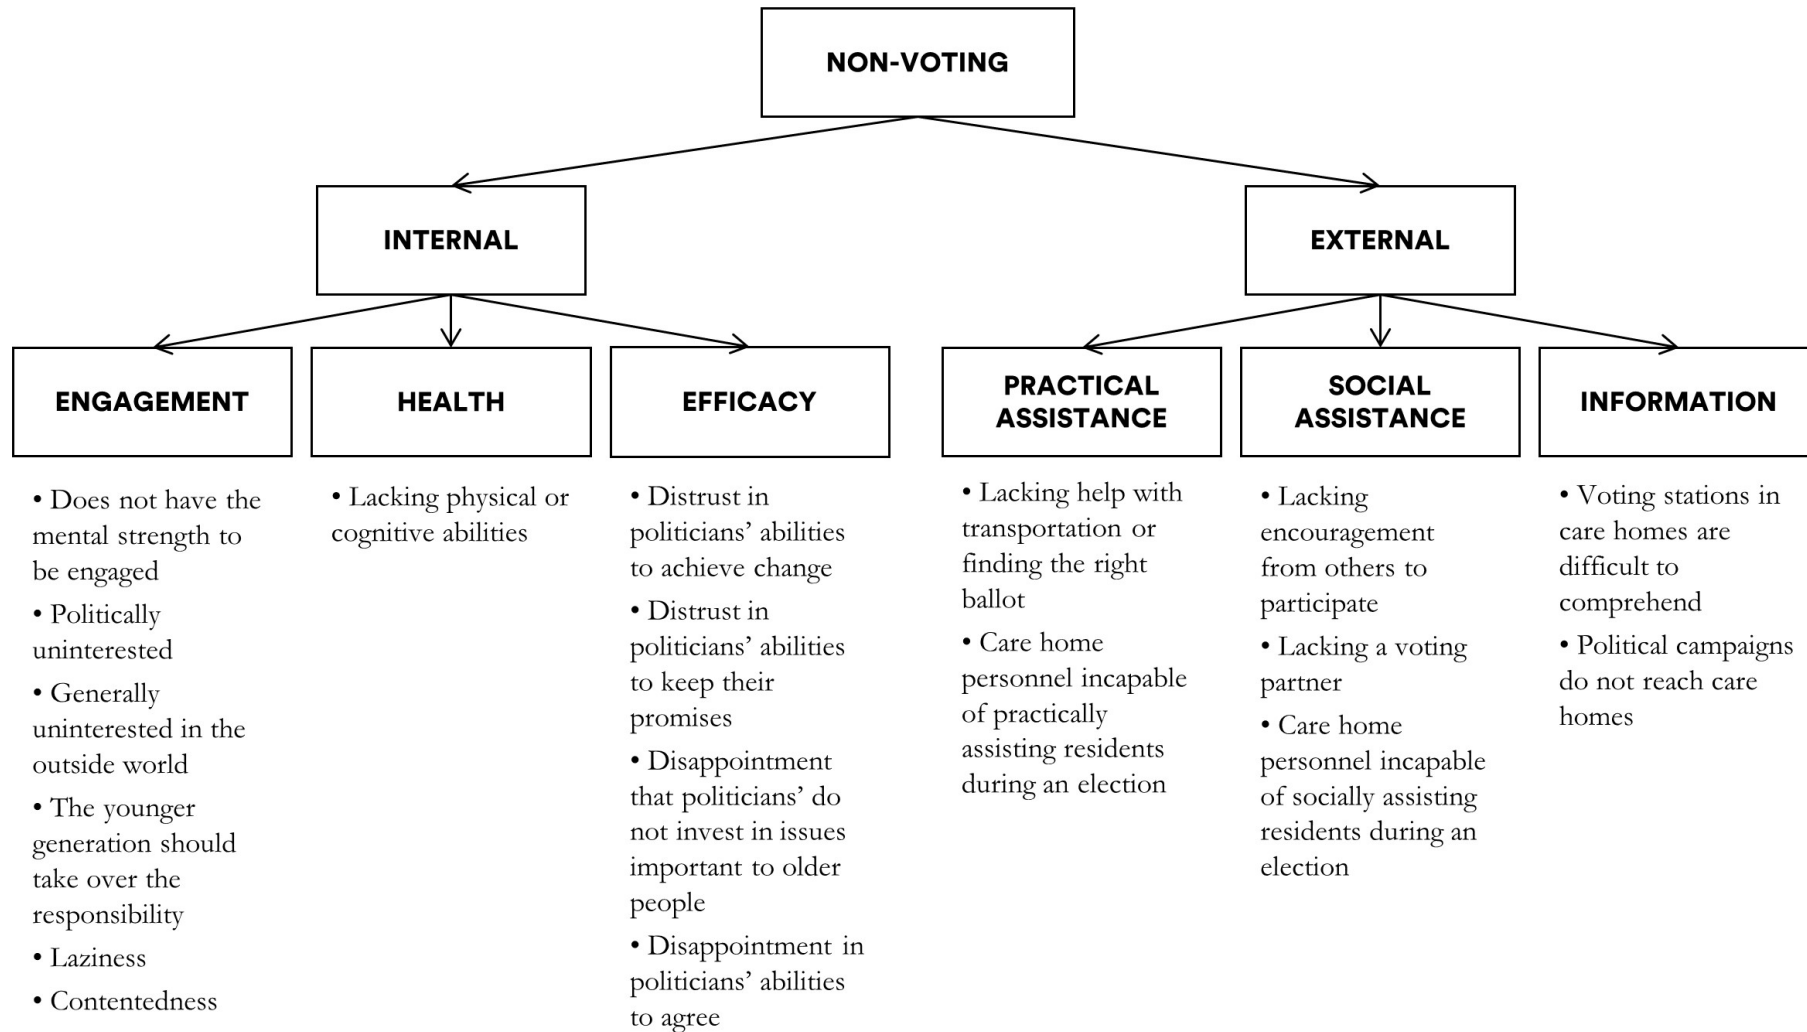 NON-VOTING
INTERNAL
EXTERNAL
ENGAGEMENT
• Does not have the
mental strength to
be engaged
• Politically
uninterested
• Generally
uninterested in the
outside world
• The younger
generation should
take over the
responsibility
• Laziness
• Contentedness
HEALTH
• Lacking physical or
cognitive abilities
EFFICACY
• Distrust in
politicians’ abilities
to achieve change
• Distrust in
politicians’ abilities
to keep their
promises
• Disappointment
that politicians’ do
not invest in issues
important to older
people
• Disappointment in
politicians’ abilities
to agree
PRACTICAL
ASSISTANCE
• Lacking help with
transportation or
finding the right
ballot
• Care home
personnel incapable
of practically
assisting residents
during an election
SOCIAL
ASSISTANCE
• Lacking
encouragement
from others to
participate
• Lacking a voting
partner
• Care home
personnel incapable
of socially assisting
residents during an
election
INFORMATION
• Voting stations in
care homes are
difficult to
comprehend
• Political campaigns
do not reach care
homes